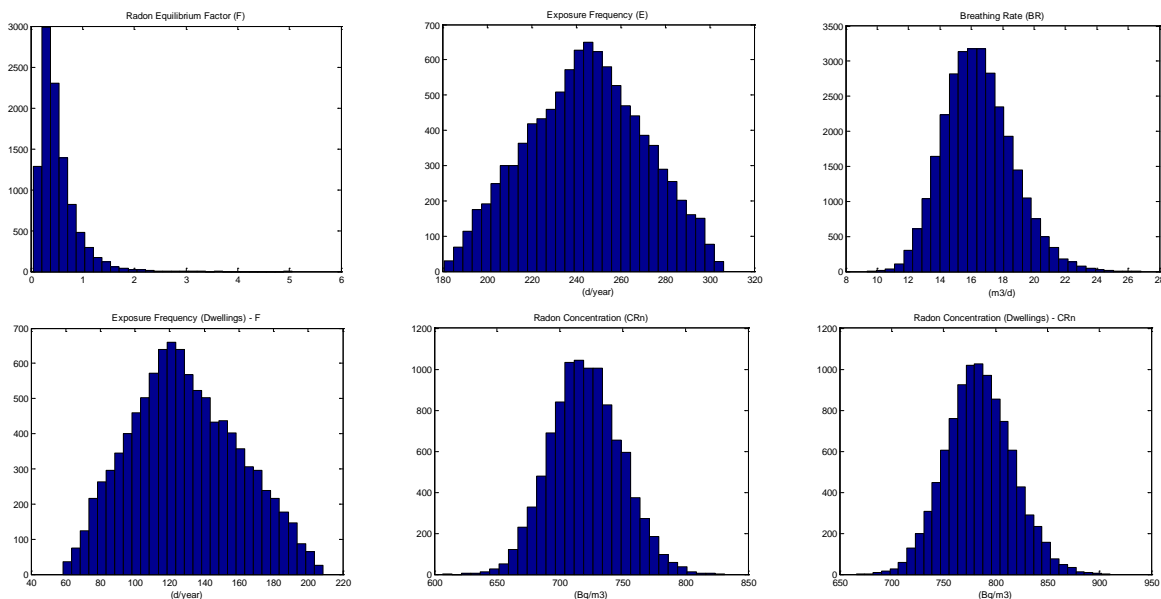 Radon Equilibrium Factor (F)
3000
2500
2000
1500
1000
500
0
0 1 2 3 4 5 6
Exposure Frequency (E)
700
600
500
400
300
200
100
0
180 200 220 240 260 280 300 320
(d/year)
Breathing Rate (BR)
3500
3000
2500
2000
1500
1000
500
0
8 10 12 14 16 18 20 22 24 26 28
(m3/d)
Exposure Frequency (Dwellings) - F
700
600
500
400
300
200
100
0
40 60 80 100 120 140 160 180 200 220
(d/year)
Radon Concentration (CRn)
1200
1000
800
600
400
200
0
600 650 700 750 800 850
(Bq/m3)
Radon Concentration (Dwellings) - CRn
1200
1000
800
600
400
200
0
650 700 750 800 850 900 950
(Bq/m3)